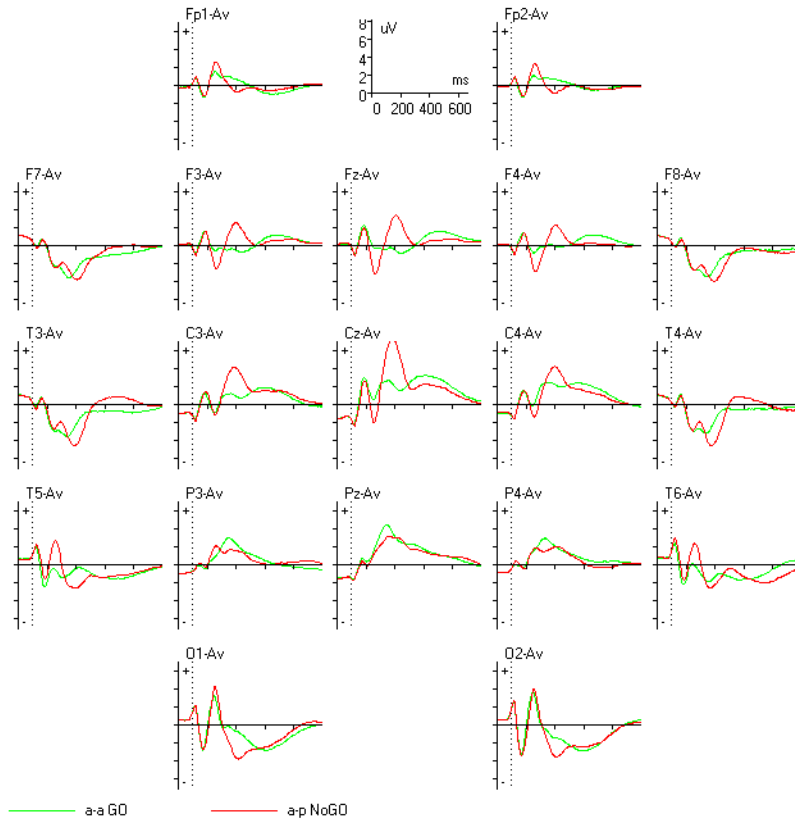 Fp1-Av
Fp2-Av
8
6
4
2
0
uV
ms
0 200 400 600
+
-
+
-
F7-Av
F3-Av
Fz-Av
F4-Av
F8-Av
+
-
+
-
+
-
+
-
+
-
T3-Av
C3-Av
Cz-Av
C4-Av
T4-Av
+
-
+
-
+
-
+
-
+
-
T5-Av
P3-Av
Pz-Av
P4-Av
T6-Av
+
-
+
-
+
-
+
-
+
-
O1-Av
O2-Av
+
-
+
-
a-a GO
a-p NoGO